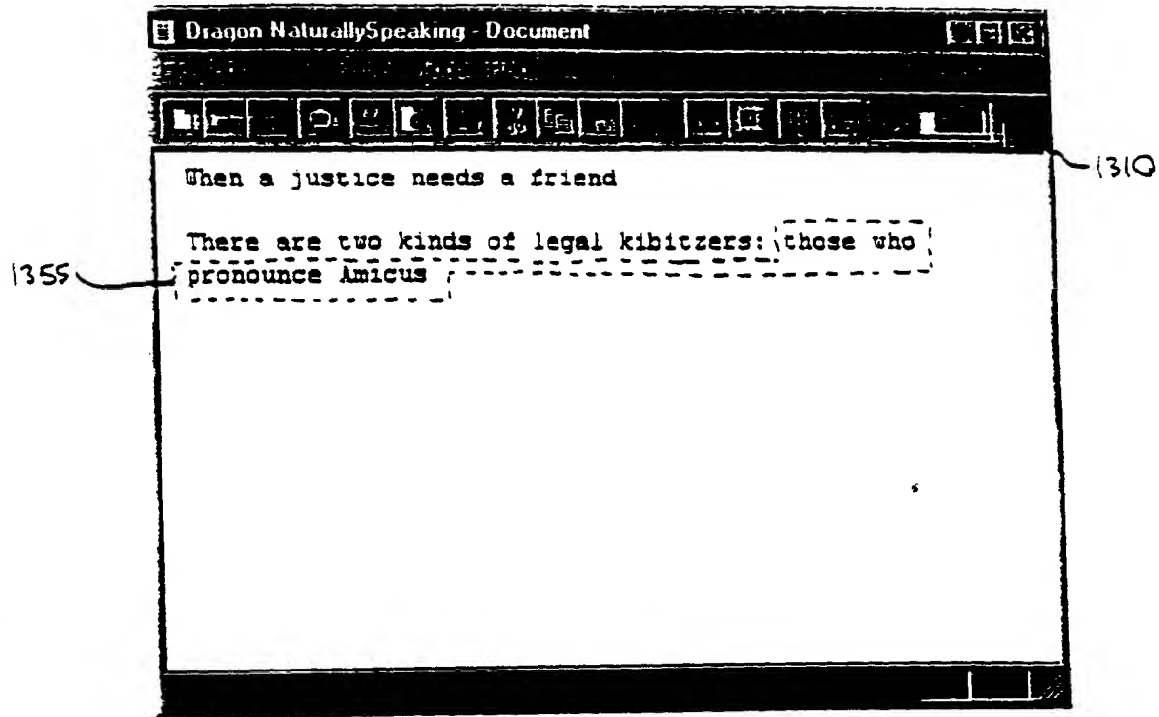 Dragon NaturallySpeaking - Document
1310
When a justice needs a friend
There are two kinds of legal kibitzers: those who
1355
pronounce Amicus